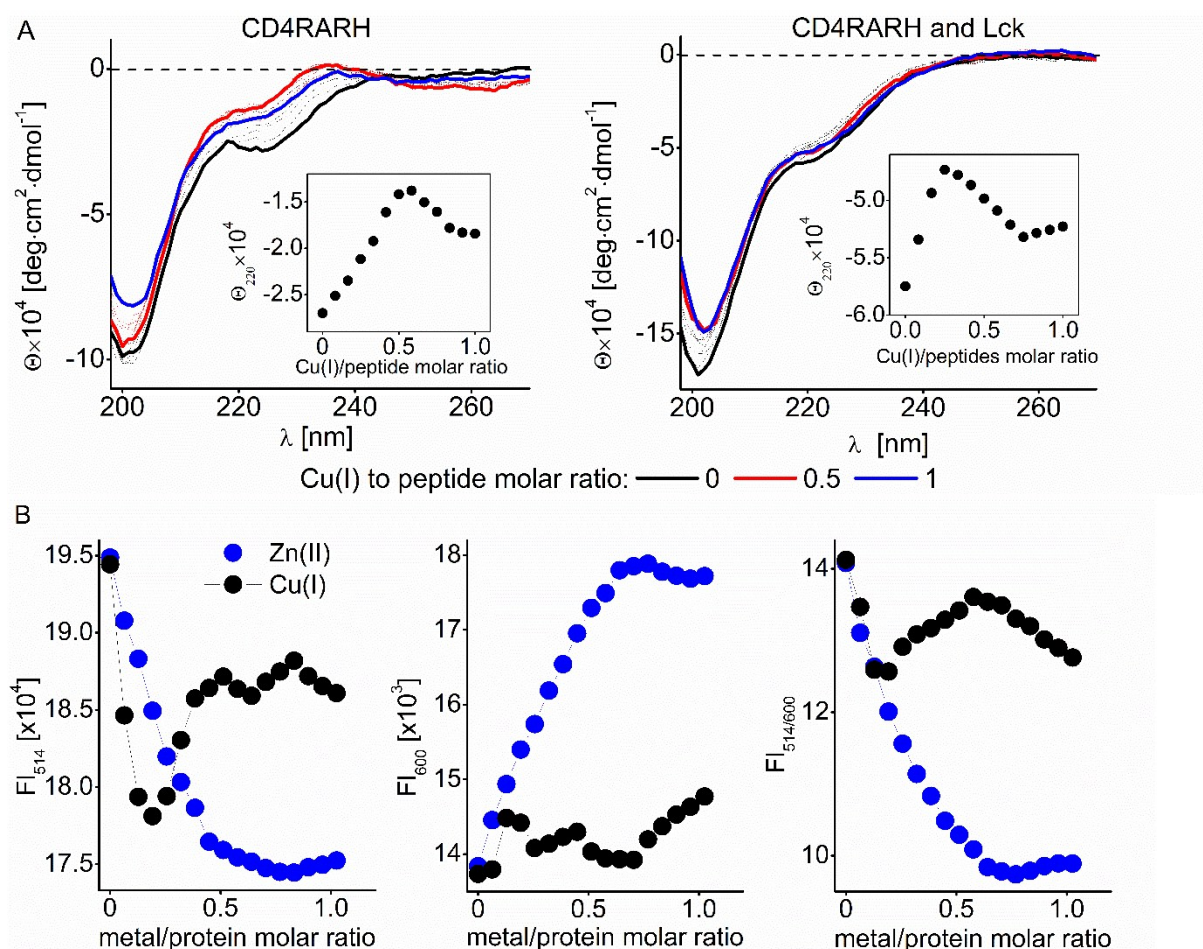 A
CD4RARH
CD4RARH and Lck
Θ×10⁴ [deg·cm²·dmol⁻¹]
0
-5
-10
200 220 240 260
λ [nm]
Θ₂₂₀×10⁴
-1.5
-2.0
-2.5
0 0.5 1.0
Cu(I)/peptide molar ratio
Θ×10⁴ [deg·cm²·dmol⁻¹]
0
-5
-10
-15
200 220 240 260
λ [nm]
Θ₂₂₀×10⁴
-5.0
-5.5
-6.0
0.0 0.5 1.0
Cu(I)/peptides molar ratio
Cu(I) to peptide molar ratio: 0 0.5 1
B
FI₅₁₄ [x10⁴]
19.5
19.0
18.5
18.0
17.5
0 0.5 1.0
metal/protein molar ratio
Zn(II)
Cu(I)
FI₆₀₀ [x10³]
18
17
16
15
14
0 0.5 1.0
metal/protein molar ratio
FI₅₁₄/₆₀₀
14
12
10
0 0.5 1.0
metal/protein molar ratio